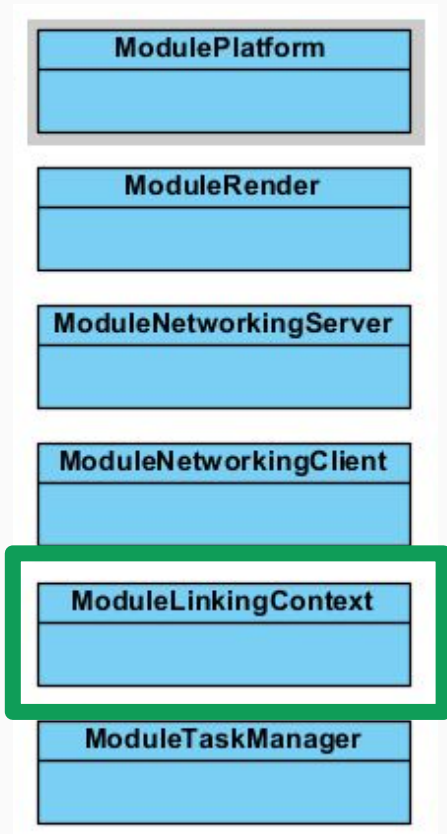 ModulePlatform
ModuleRender
ModuleNetworkingServer
ModuleNetworkingClient
ModuleLinkingContext
ModuleTaskManager